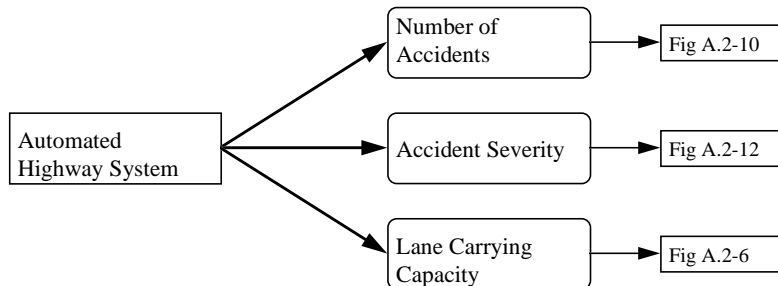 Number of
Accidents
Fig A.2-10
Automated
Highway System
Accident Severity
Fig A.2-12
Lane Carrying
Capacity
Fig A.2-6